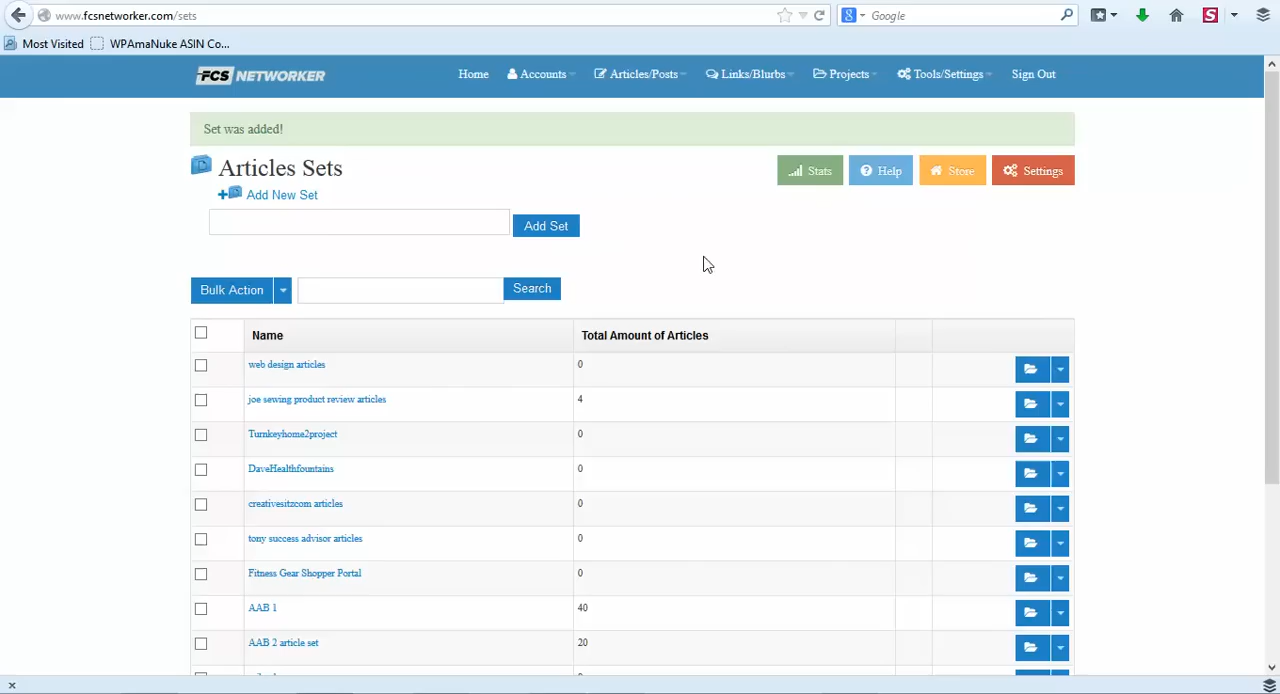 www.fcsnetworker.com/sets
Google
Most Visited WPAmaNuke ASIN Co...
FCS NETWORKER Home Accounts Articles/Posts Links/Blurbs Projects Tools/Settings Sign Out
Set was added!
Articles Sets Stats Help Store Settings
Add New Set
Add Set
Bulk Action Search
Name Total Amount of Articles
web design articles 0
joe sewing product review articles 4
Turnkeyhome2project 0
DaveHealthfountains 0
creativesitzcom articles 0
tony success advisor articles 0
Fitness Gear Shopper Portal 0
AAB 1 40
AAB 2 article set 20